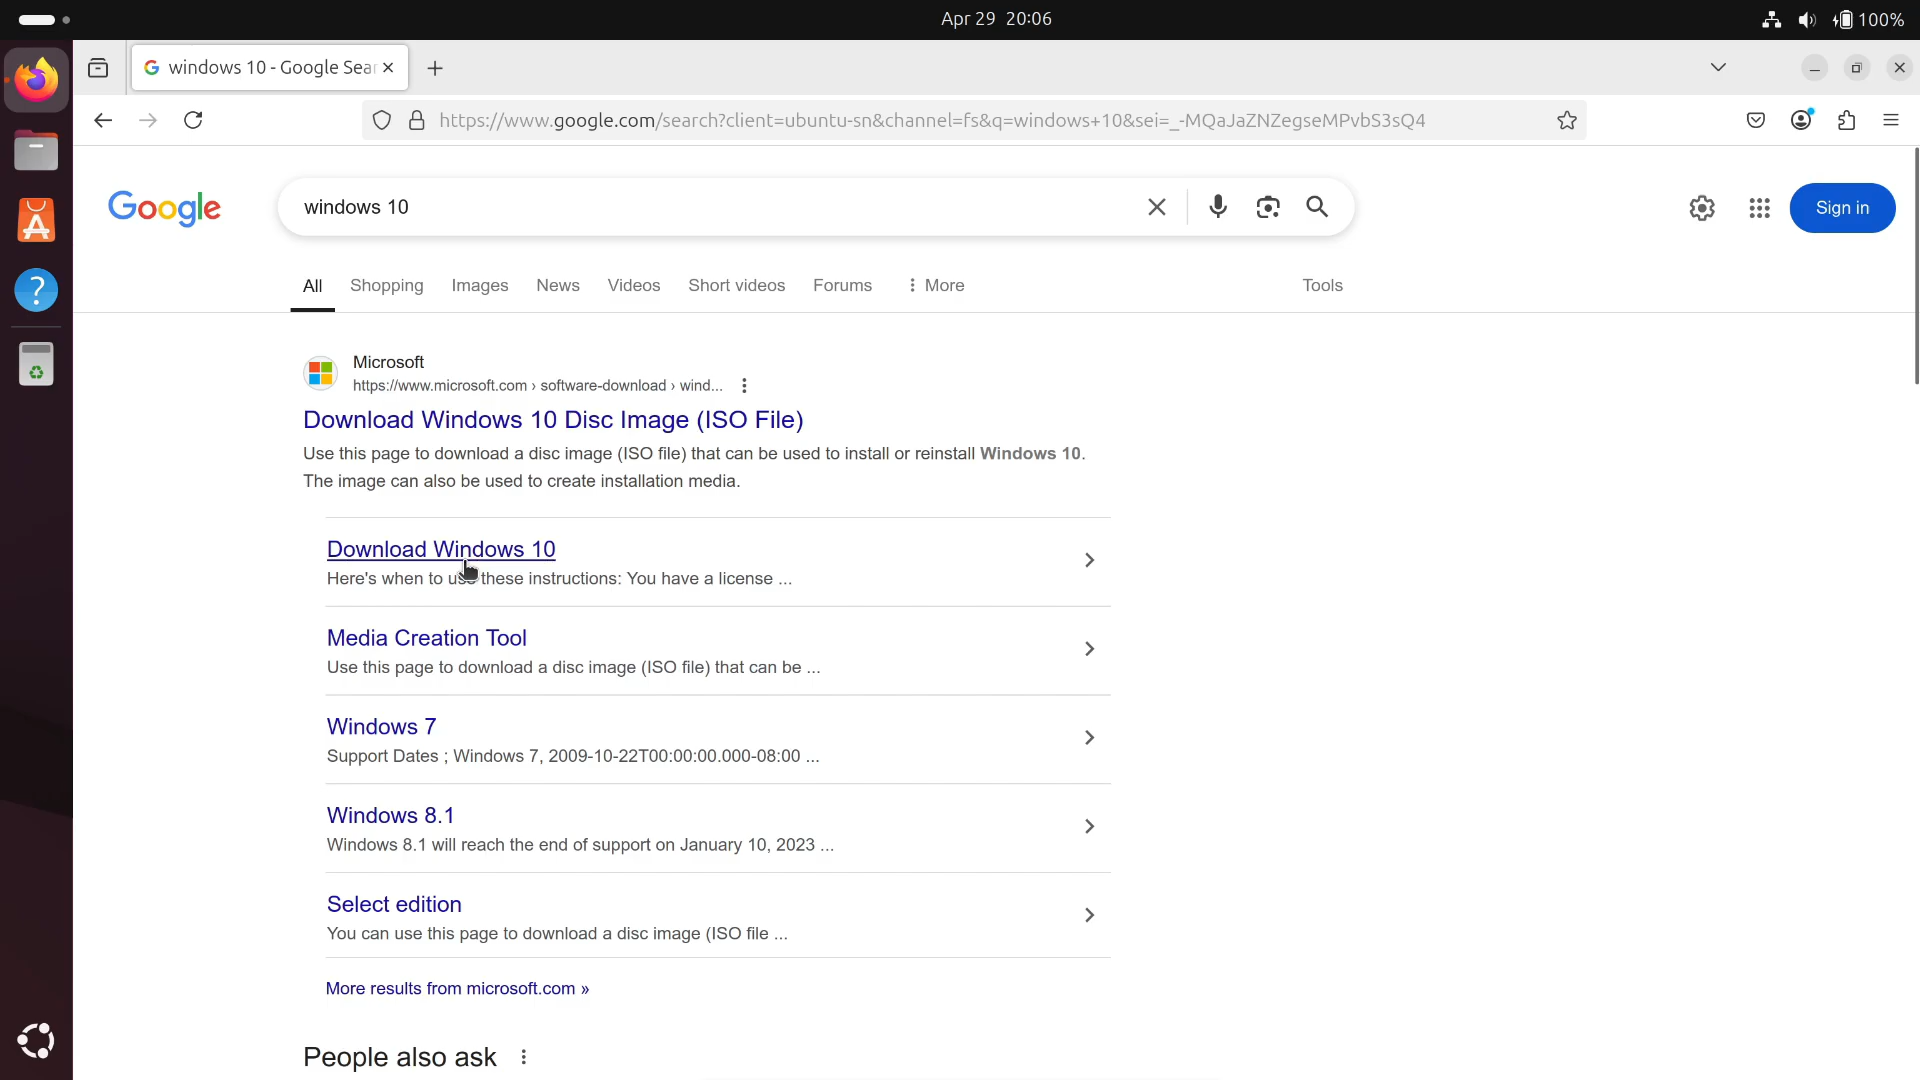 Apr 29 20:06
100%
windows 10 - Google Sear
https://www.google.com/search?client=ubuntu-sn&channel=fs&q=windows+10&sei=_-MQaJaZNZegseMPvbS3sQ4
Google
windows 10
Sign in
All Shopping Images News Videos Short videos Forums More Tools
Microsoft
https://www.microsoft.com › software-download › wind...
Download Windows 10 Disc Image (ISO File)
Use this page to download a disc image (ISO file) that can be used to install or reinstall Windows 10.
The image can also be used to create installation media.
Download Windows 10
Here's when to use these instructions: You have a license ...
Media Creation Tool
Use this page to download a disc image (ISO file) that can be ...
Windows 7
Support Dates ; Windows 7, 2009-10-22T00:00:00.000-08:00 ...
Windows 8.1
Windows 8.1 will reach the end of support on January 10, 2023 ...
Select edition
You can use this page to download a disc image (ISO file ...
More results from microsoft.com »
People also ask